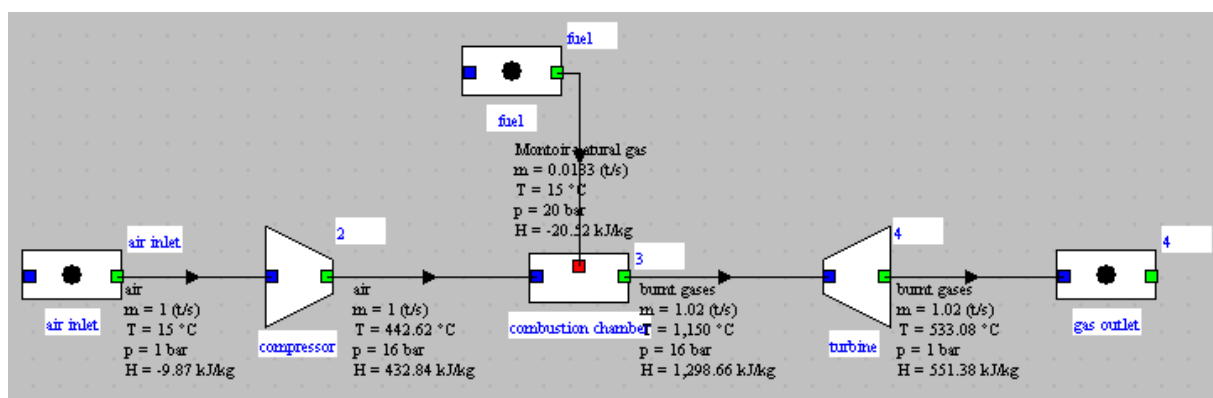 fuel
fuel
Montoir natural gas
m = 0.0183 (t/s)
T = 15 °C
p = 20 bar
H = -20.52 kJ/kg
air inlet
air inlet
air
m = 1 (t/s)
T = 15 °C
p = 1 bar
H = -9.87 kJ/kg
2
compressor
air
m = 1 (t/s)
T = 442.62 °C
p = 16 bar
H = 432.84 kJ/kg
3
combustion chamber
burnt gases
m = 1.02 (t/s)
T = 1,150 °C
p = 16 bar
H = 1,298.66 kJ/kg
4
turbine
burnt gases
m = 1.02 (t/s)
T = 533.08 °C
p = 1 bar
H = 551.38 kJ/kg
4
gas outlet